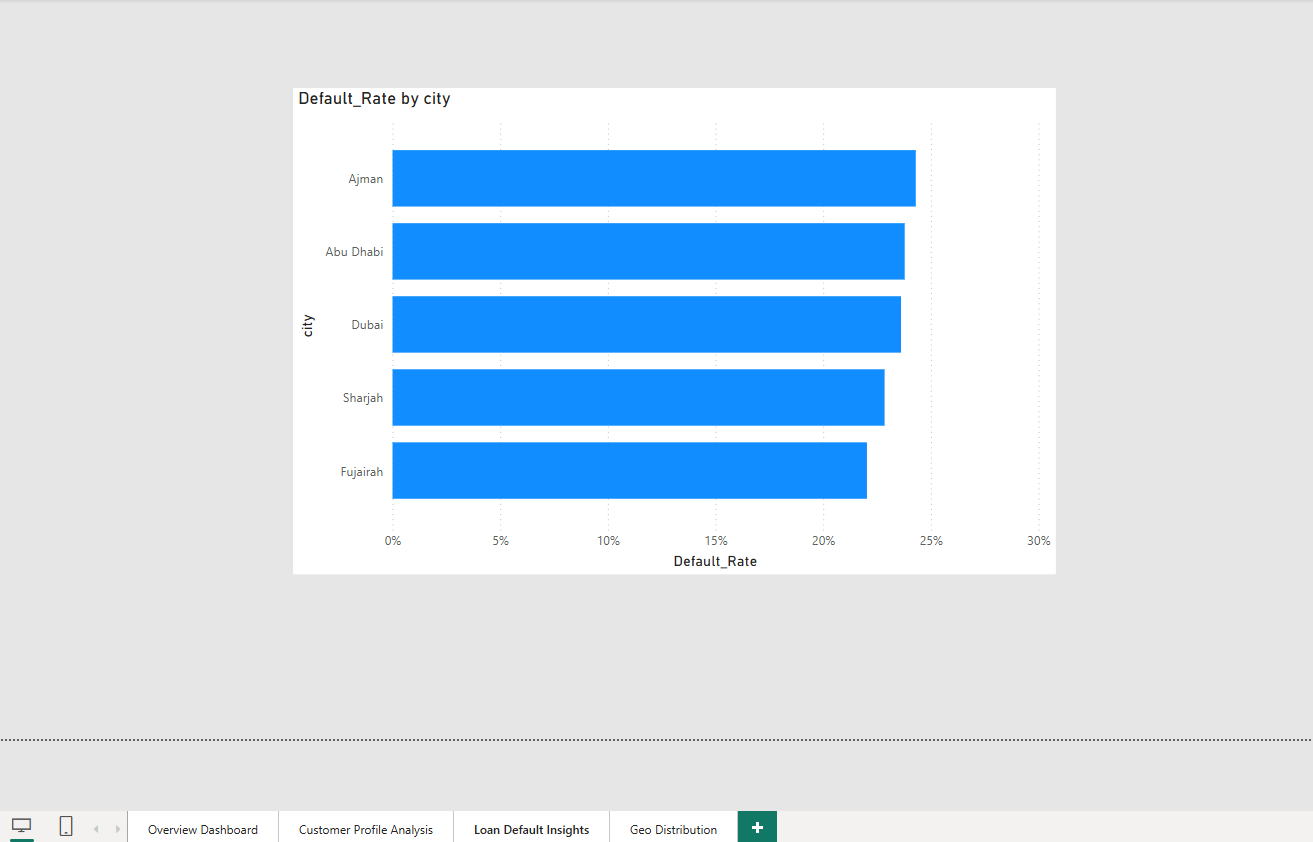 Default_Rate by city
city
Ajman
Abu Dhabi
Dubai
Sharjah
Fujairah
0% 5% 10% 15% 20% 25% 30%
Default_Rate
Overview Dashboard Customer Profile Analysis Loan Default Insights Geo Distribution